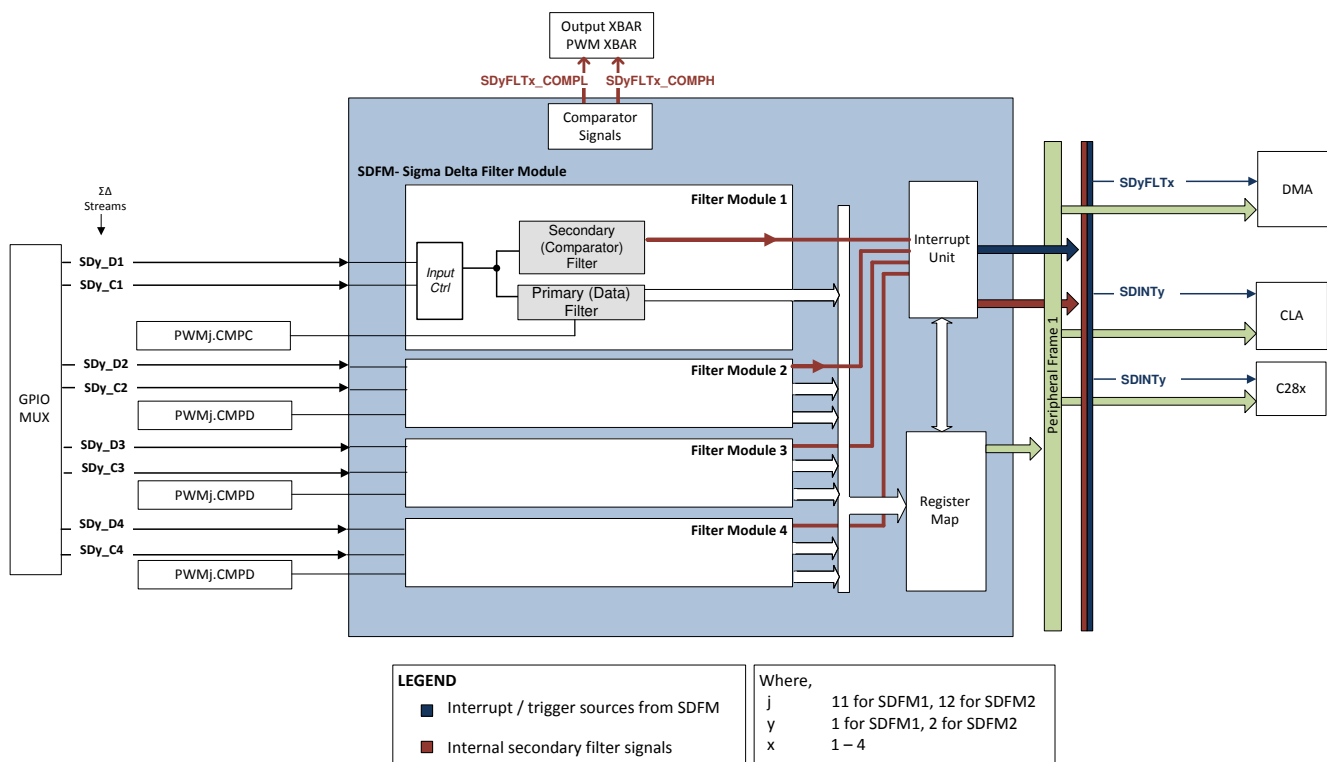 Output XBAR
PWM XBAR
SDyFLTx_COMPL
SDyFLTx_COMPH
Comparator
Signals
SDFM- Sigma Delta Filter Module
ΣΔ
Streams
GPIO
MUX
SDy_D1
SDy_C1
PWMj.CMPC
SDy_D2
SDy_C2
PWMj.CMPD
SDy_D3
SDy_C3
PWMj.CMPD
SDy_D4
SDy_C4
PWMj.CMPD
Filter Module 1
Input
Ctrl
Secondary
(Comparator)
Filter
Primary (Data)
Filter
Filter Module 2
Filter Module 3
Filter Module 4
Interrupt
Unit
Register
Map
Peripheral Frame 1
SDyFLTx
DMA
SDINTy
CLA
SDINTy
C28x
LEGEND
Interrupt / trigger sources from SDFM
Internal secondary filter signals
Where,
j 11 for SDFM1, 12 for SDFM2
y 1 for SDFM1, 2 for SDFM2
x 1 – 4